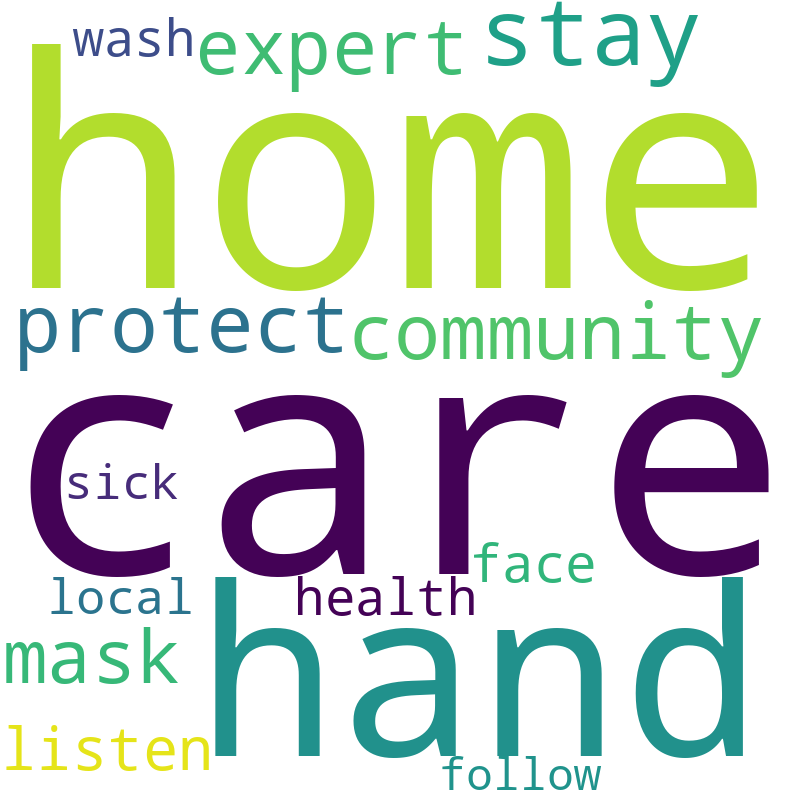 wash expert stay
home
protect community
care
sick
face
local health
hand
mask
listen
follow